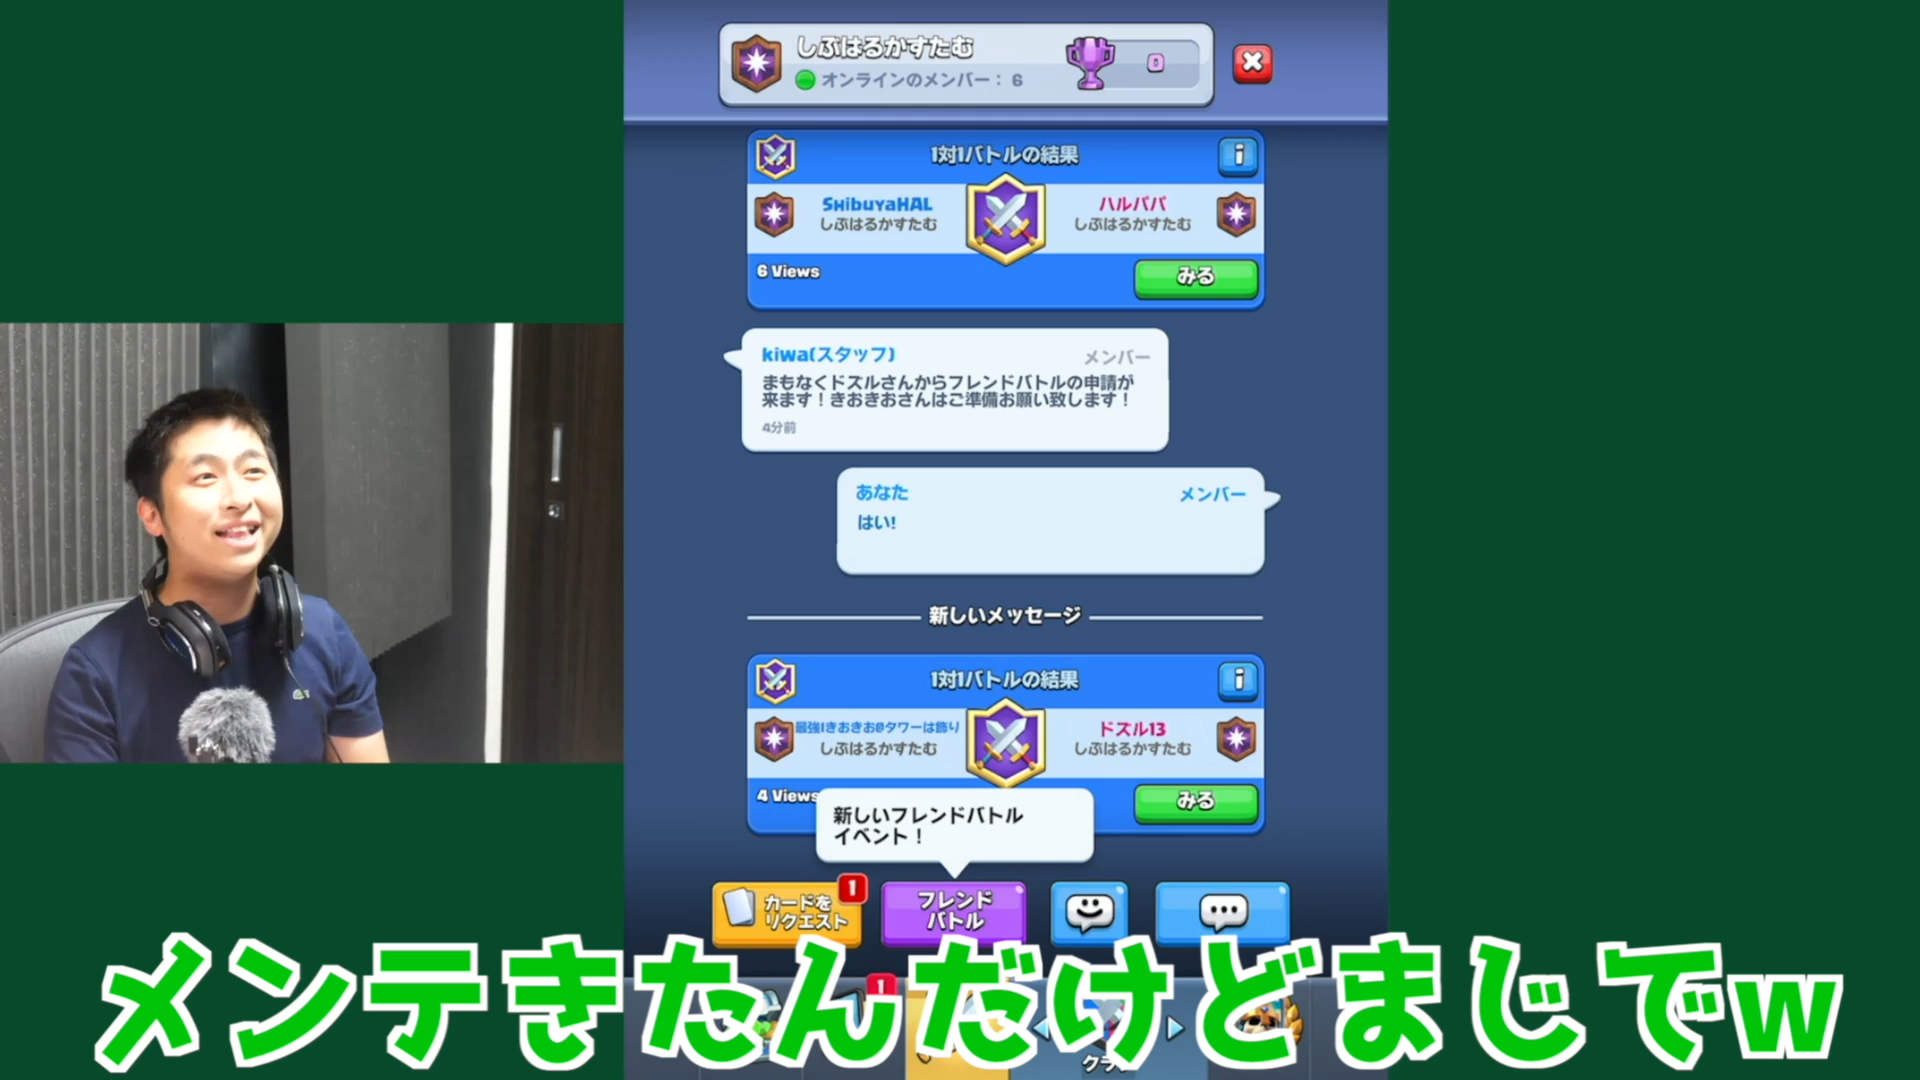 しぶはるかすたむ
オンラインのメンバー：6
0
1対1バトルの結果
i
ShibuyaHAL
しぶはるかすたむ
ハルパパ
しぶはるかすたむ
6 Views
みる
kiwa(スタッフ)
メンバー
まもなくドズルさんからフレンドバトルの申請が
来ます！きおきおさんはご準備お願い致します！
4分前
あなた
メンバー
はい!
新しいメッセージ
1対1バトルの結果
i
最強!きおきお@タワーは飾り
しぶはるかすたむ
ドズル13
しぶはるかすたむ
4 Views
みる
新しいフレンドバトル
イベント！
カードを
リクエスト
1
フレンド
バトル
1
メンテきたんだけどまじでw